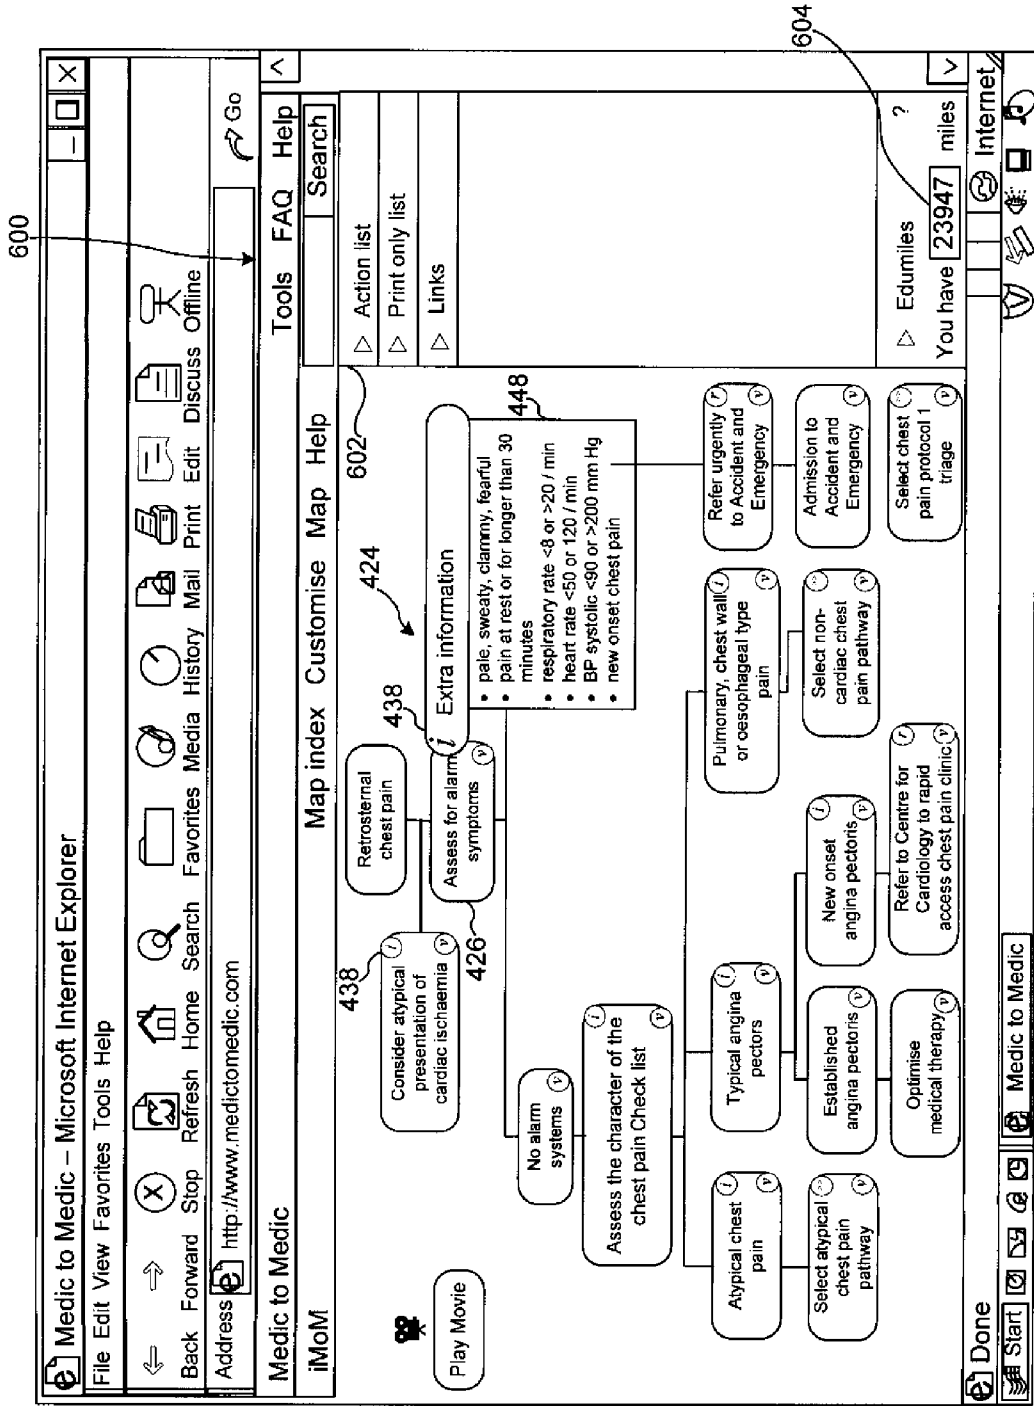 600
Medic to Medic – Microsoft Internet Explorer
File Edit View Favorites Tools Help
Back Forward Stop Refresh Home Search Favorites Media History Mail Print Edit Discuss Offline
Address http://www.medictomedic.com Go
Medic to Medic Tools FAQ Help
iMoM Map index Customise Map Help Search
602
Action list
Print only list
Links
Play Movie
Retrosternal
chest pain
424
438
i Extra information
448
• pale, sweaty, clammy, fearful
• pain at rest or for longer than 30
minutes
• respiratory rate <8 or >20 / min
• heart rate <50 or 120 / min
• BP systolic <90 or >200 mm Hg
• new onset chest pain
438
Consider atypical
presentation of
cardiac ischaemia
i
v
Assess for alarm
symptoms
v
426
No alarm
systems
v
Assess the character of the
chest pain Check list
i
v
Atypical chest
pain
i
v
Typical angina
pectors
i
v
Pulmonary, chest wall
or oesophageal type
pain
i
v
Refer urgently
to Accident and
Emergency
r
v
Select atypical
chest pain
pathway
v
Established
angina pectoris
v
New onset
angina pectoris
i
v
Select non-
cardiac chest
pain pathway
v
Admission to
Accident and
Emergency
v
Optimise
medical therapy
v
Refer to Centre for
Cardiology to rapid
access chest pain clinic
r
v
Select chest
pain protocol 1
triage
v
Edumiles ?
You have 23947 miles
604
Done Internet
Start Medic to Medic